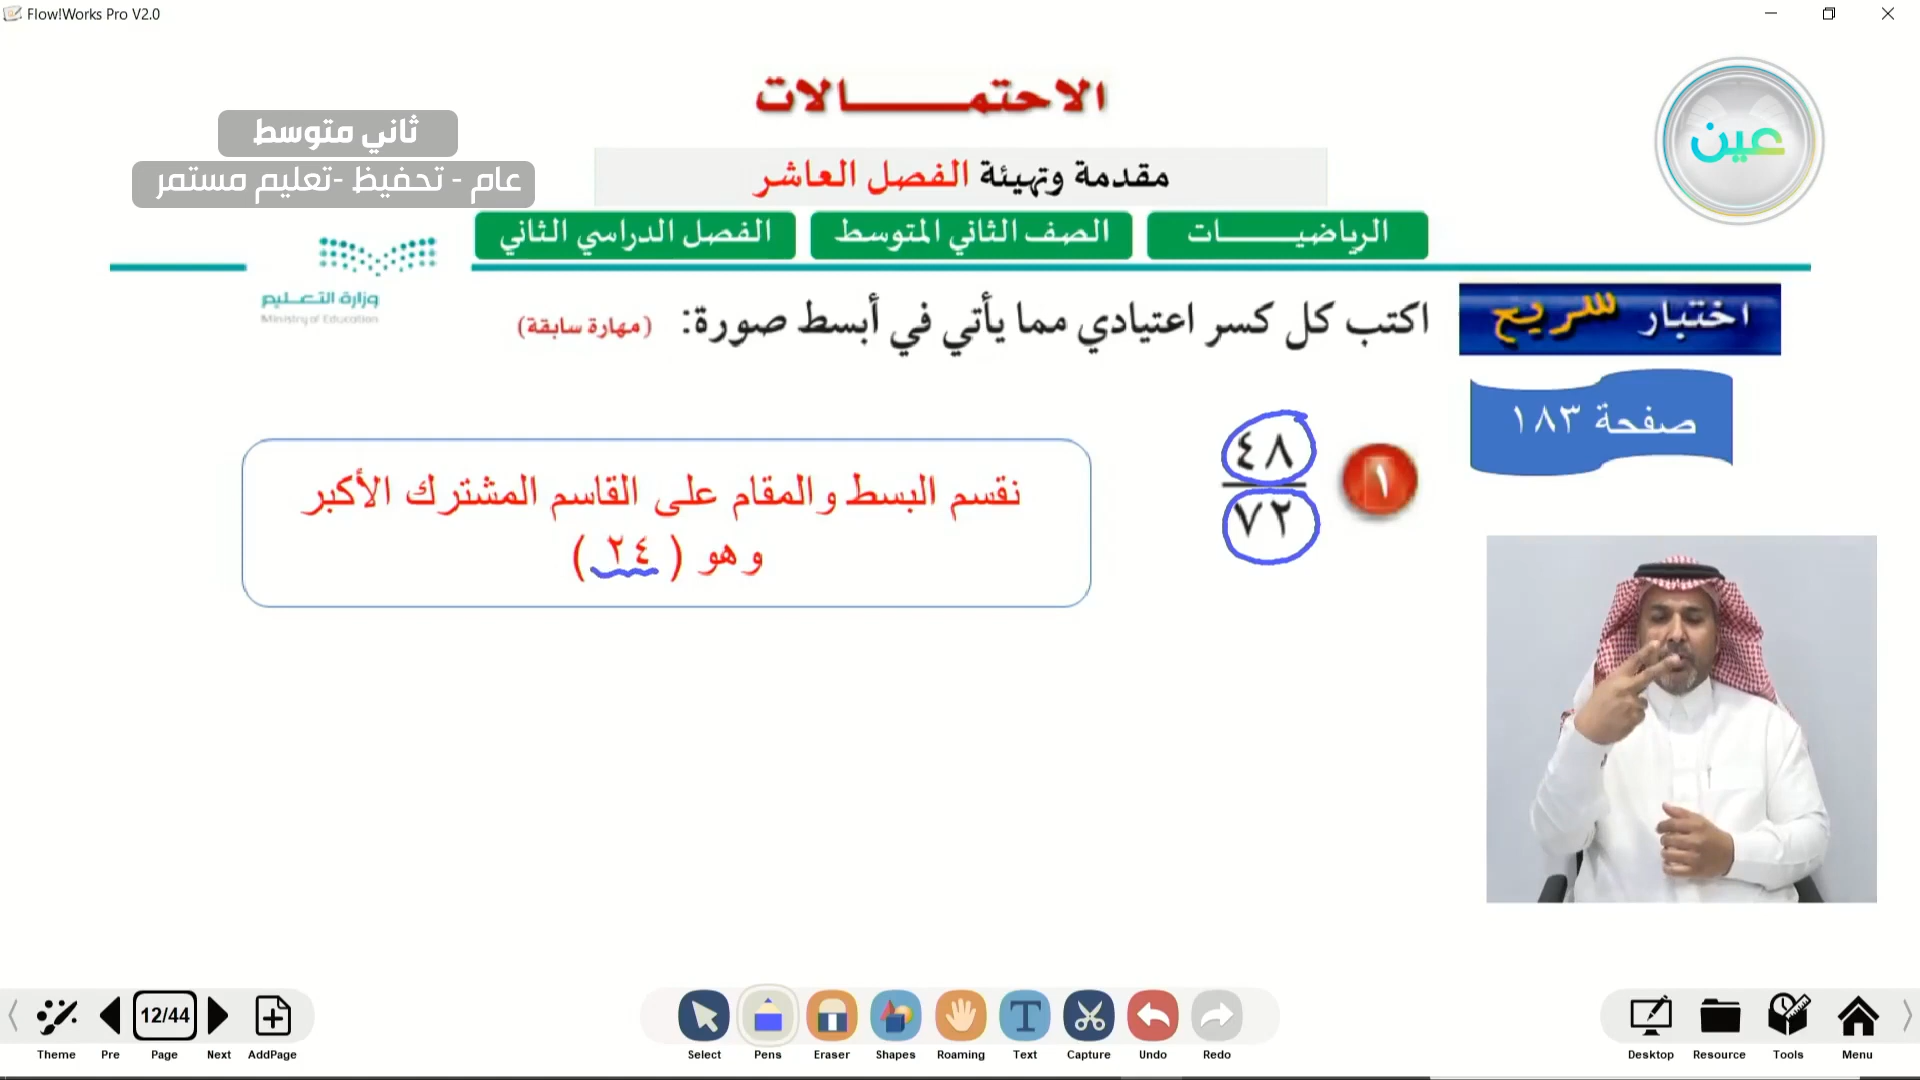 Flow!Works Pro V2.0
الاحتمـــالات
عين
ثاني متوسط
عام - تحفيظ -تعليم مستمر
مقدمة وتهيئة الفصل العاشر
الرياضيـــات
الصف الثاني المتوسط
الفصل الدراسي الثاني
وزارة التعـليم
Ministry of Education
اختبار سريع
اكتب كل كسر اعتيادي مما يأتي في أبسط صورة: (مهارة سابقة)
صفحة ١٨٣
١
٤٨
٧٢
نقسم البسط والمقام على القاسم المشترك الأكبر
وهو ( ٢٤ )
12/44
Theme
Pre
Page
Next
AddPage
Select
Pens
Eraser
Shapes
Roaming
Text
Capture
Undo
Redo
Desktop
Resource
Tools
Menu